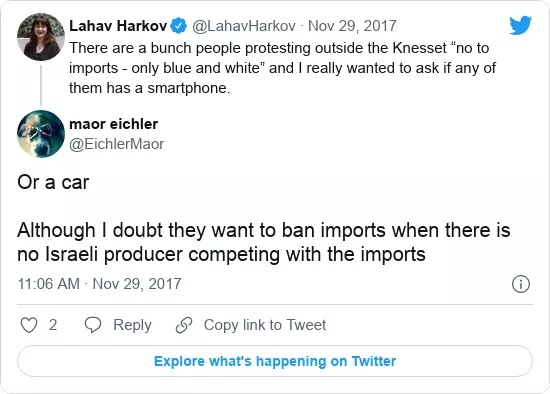 Lahav Harkov @LahavHarkov · Nov 29, 2017
There are a bunch people protesting outside the Knesset “no to
imports - only blue and white” and I really wanted to ask if any of
them has a smartphone.
maor eichler
@EichlerMaor
Or a car
Although I doubt they want to ban imports when there is
no Israeli producer competing with the imports
11:06 AM · Nov 29, 2017
2 Reply Copy link to Tweet
Explore what's happening on Twitter